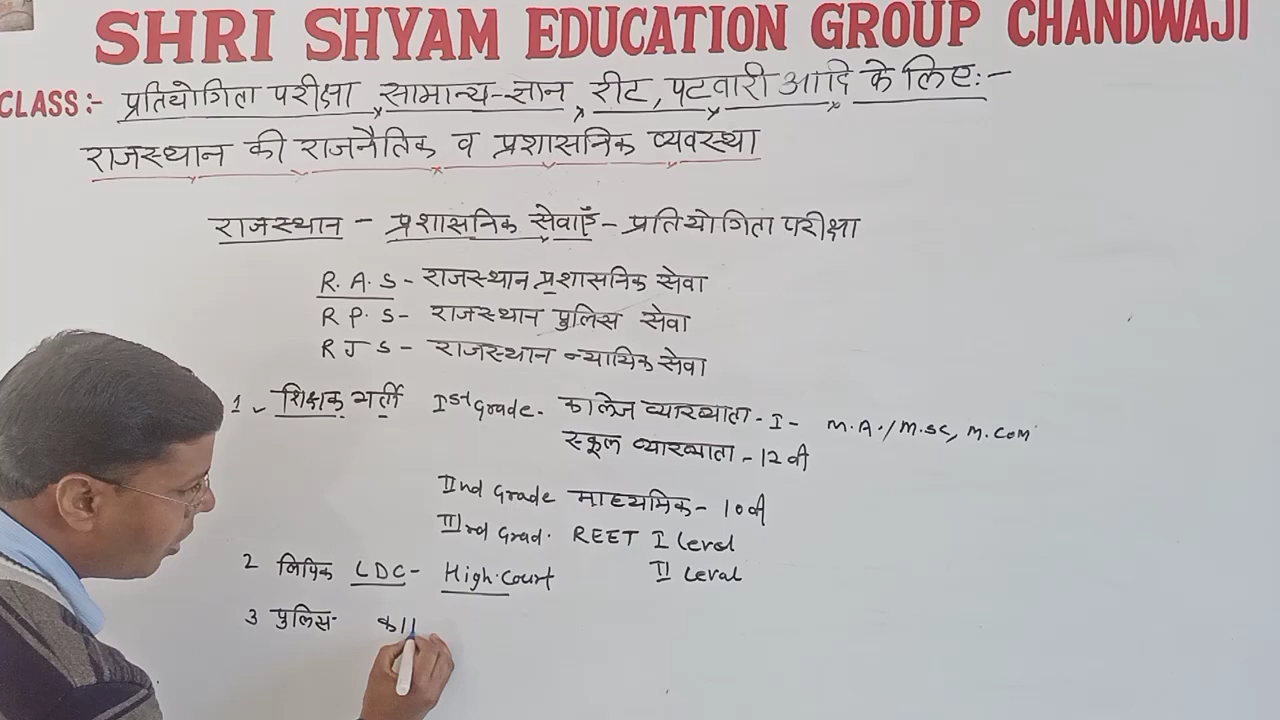 SHRI SHYAM EDUCATION GROUP CHANDWAJI
CLASS:- प्रतियोगिता परीक्षा, सामान्य-ज्ञान, रीट, पटवारी आदि के लिए:-
राजस्थान की राजनैतिक व प्रशासनिक व्यवस्था
राजस्थान - प्रशासनिक सेवाएँ - प्रतियोगिता परीक्षा
R.A.S - राजस्थान प्रशासनिक सेवा
R P.S - राजस्थान पुलिस सेवा
R J S - राजस्थान न्यायिक सेवा
1 शिक्षक भर्ती Ist Grade. कालेज व्याख्याता - I - M.A./M.SC, M.COM
स्कूल व्याख्याता - 12 वी
IInd Grade माध्यमिक - 10 वी
IIIrd Grad. REET I Level
II Leval
2 लिपिक LDC - High.Court
3 पुलिस- का